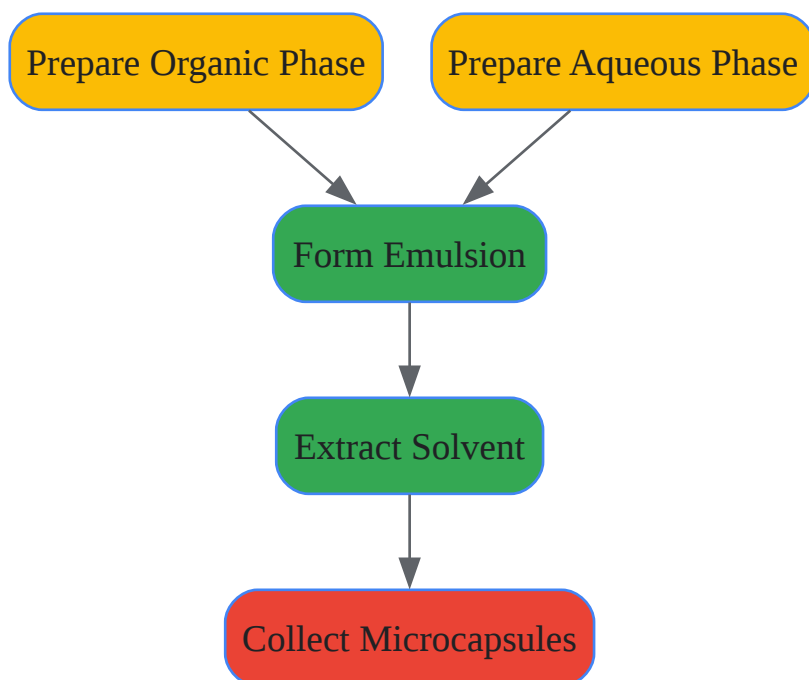 Prepare Organic Phase
Prepare Aqueous Phase
Form Emulsion
Extract Solvent
Collect Microcapsules